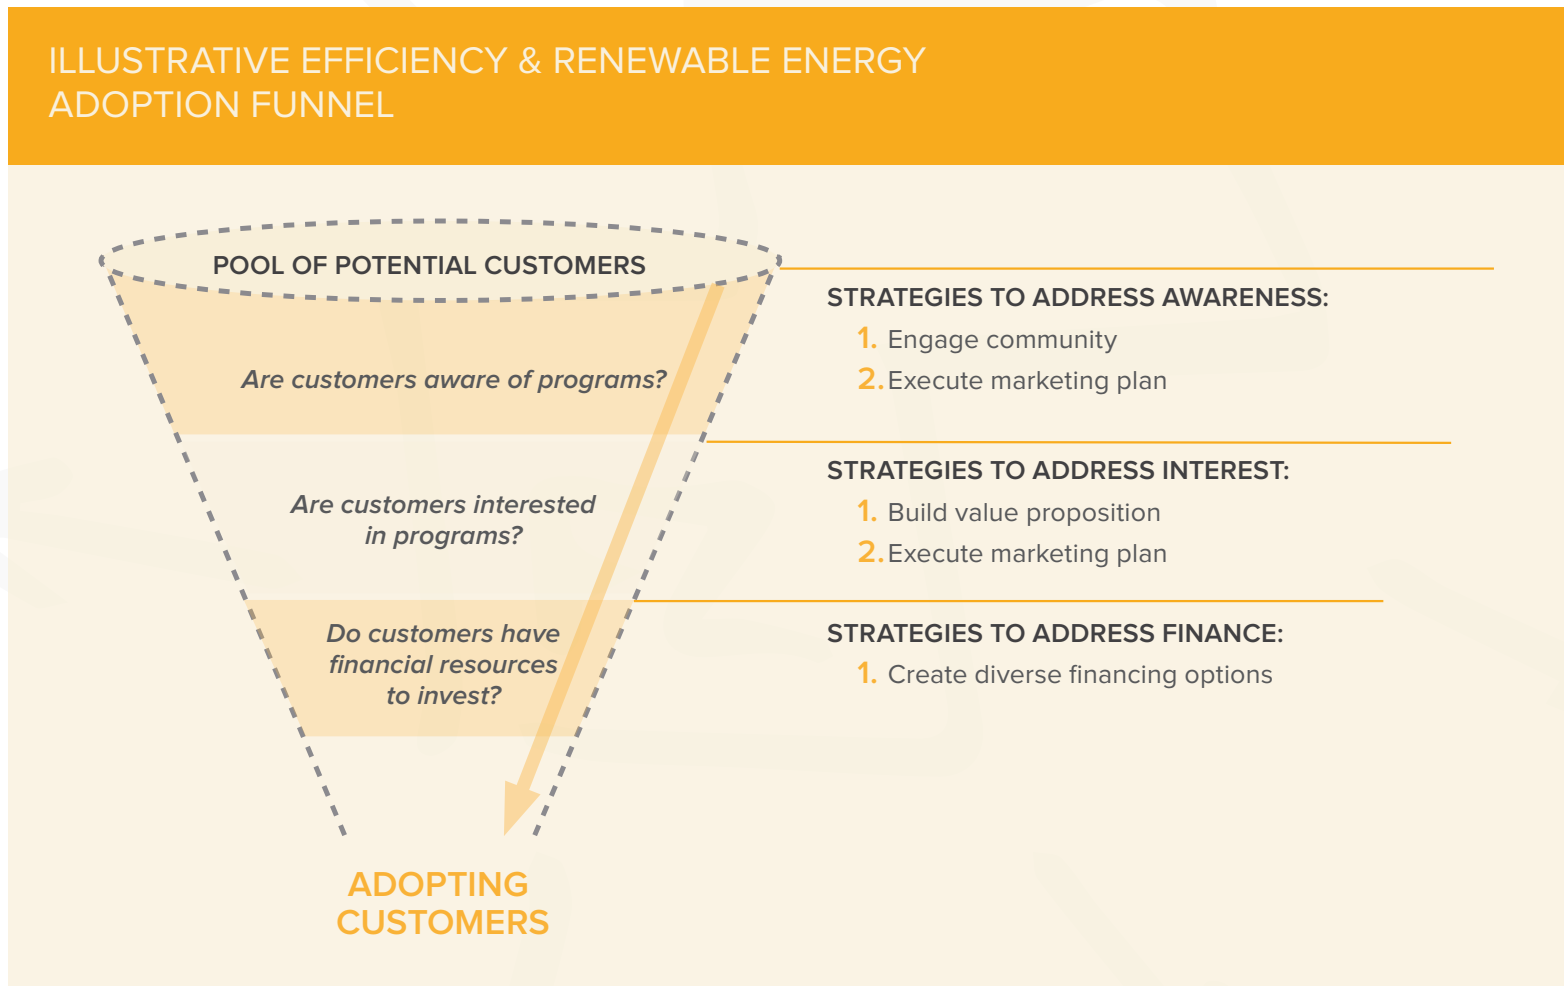 ILLUSTRATIVE EFFICIENCY & RENEWABLE ENERGY
ADOPTION FUNNEL
POOL OF POTENTIAL CUSTOMERS
Are customers aware of programs?
Are customers interested
in programs?
Do customers have
financial resources
to invest?
ADOPTING
CUSTOMERS
STRATEGIES TO ADDRESS AWARENESS:
1. Engage community
2. Execute marketing plan
STRATEGIES TO ADDRESS INTEREST:
1. Build value proposition
2. Execute marketing plan
STRATEGIES TO ADDRESS FINANCE:
1. Create diverse financing options